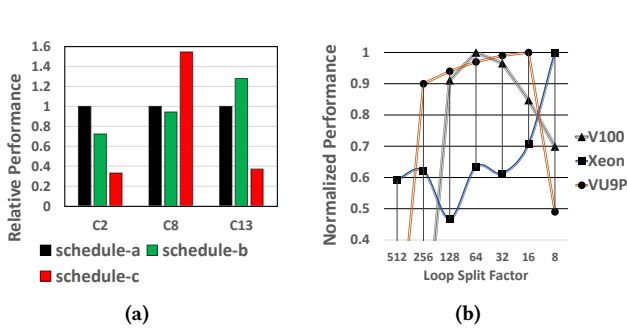 1.6
1.4
1.2
1
0.8
0.6
0.4
0.2
0
Relative Performance
C2 C8 C13
schedule-a schedule-b
schedule-c
(a)
Normalized Performance
1
0.9
0.8
0.7
0.6
0.5
0.4
512 256 128 64 32 16 8
Loop Split Factor
V100
Xeon
VU9P
(b)